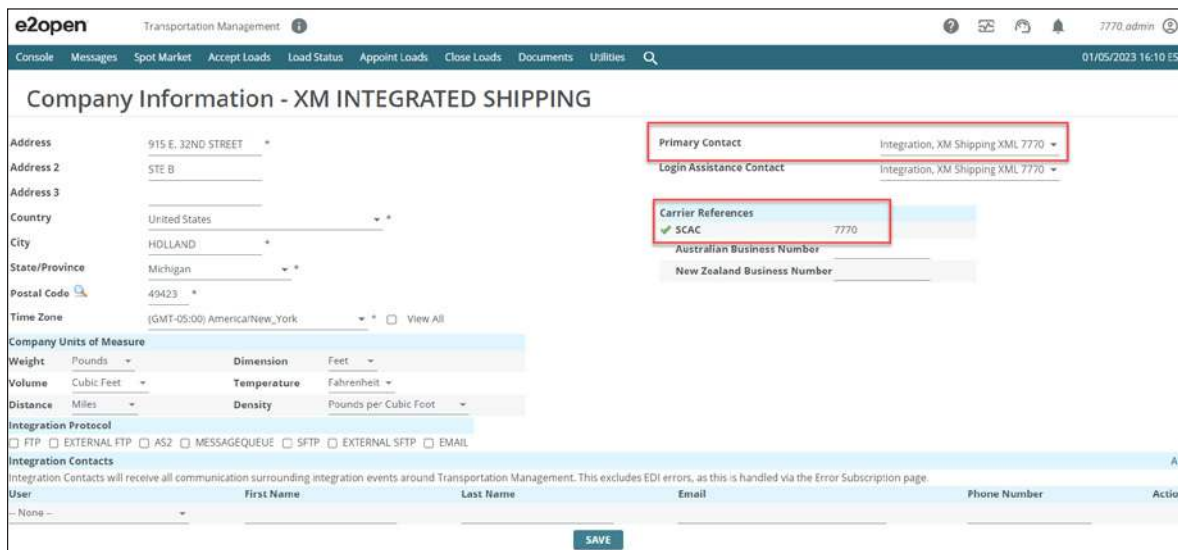 e2open Transportation Management 7770 admin
Console Messages Spot Market Accept Loads Load Status Appoint Loads Close Loads Documents Utilities 01/05/2023 16:10 ES
Company Information - XM INTEGRATED SHIPPING
Address 915 E. 32ND STREET * Primary Contact Integration, XM Shipping XML 7770
Address 2 STE B Login Assistance Contact Integration, XM Shipping XML 7770
Address 3
Country United States * Carrier References
SCAC 7770
City HOLLAND * Australian Business Number
State/Province Michigan * New Zealand Business Number
Postal Code 49423 *
Time Zone (GMT-05:00) America/New_York * View All
Company Units of Measure
Weight Pounds Dimension Feet
Volume Cubic Feet Temperature Fahrenheit
Distance Miles Density Pounds per Cubic Foot
Integration Protocol
FTP EXTERNAL FTP AS2 MESSAGEQUEUE SFTP EXTERNAL SFTP EMAIL
Integration Contacts A
Integration Contacts will receive all communication surrounding integration events around Transportation Management. This excludes EDI errors, as this is handled via the Error Subscription page.
User First Name Last Name Email Phone Number Actio
-- None --
SAVE